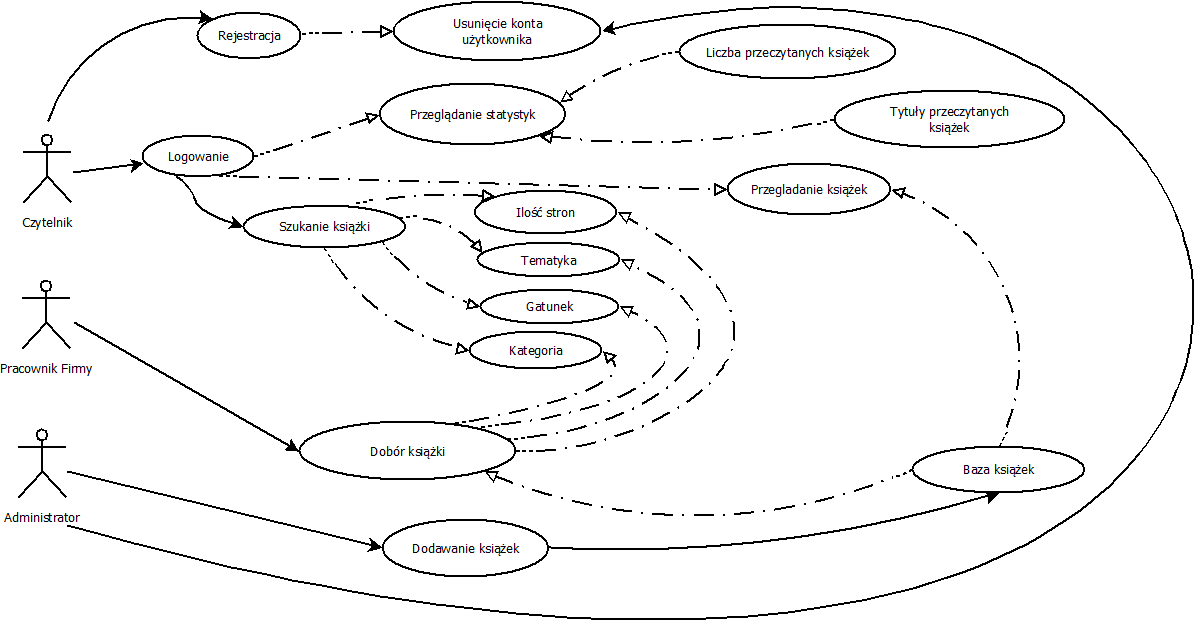 Rejestracja
Usunięcie konta
użytkownika
Liczba przeczytanych książek
Przeglądanie statystyk
Tytuły przeczytanych
książek
Logowanie
Przegladanie książek
Czytelnik
Szukanie książki
Ilość stron
Tematyka
Gatunek
Kategoria
Pracownik Firmy
Dobór książki
Baza książek
Administrator
Dodawanie książek